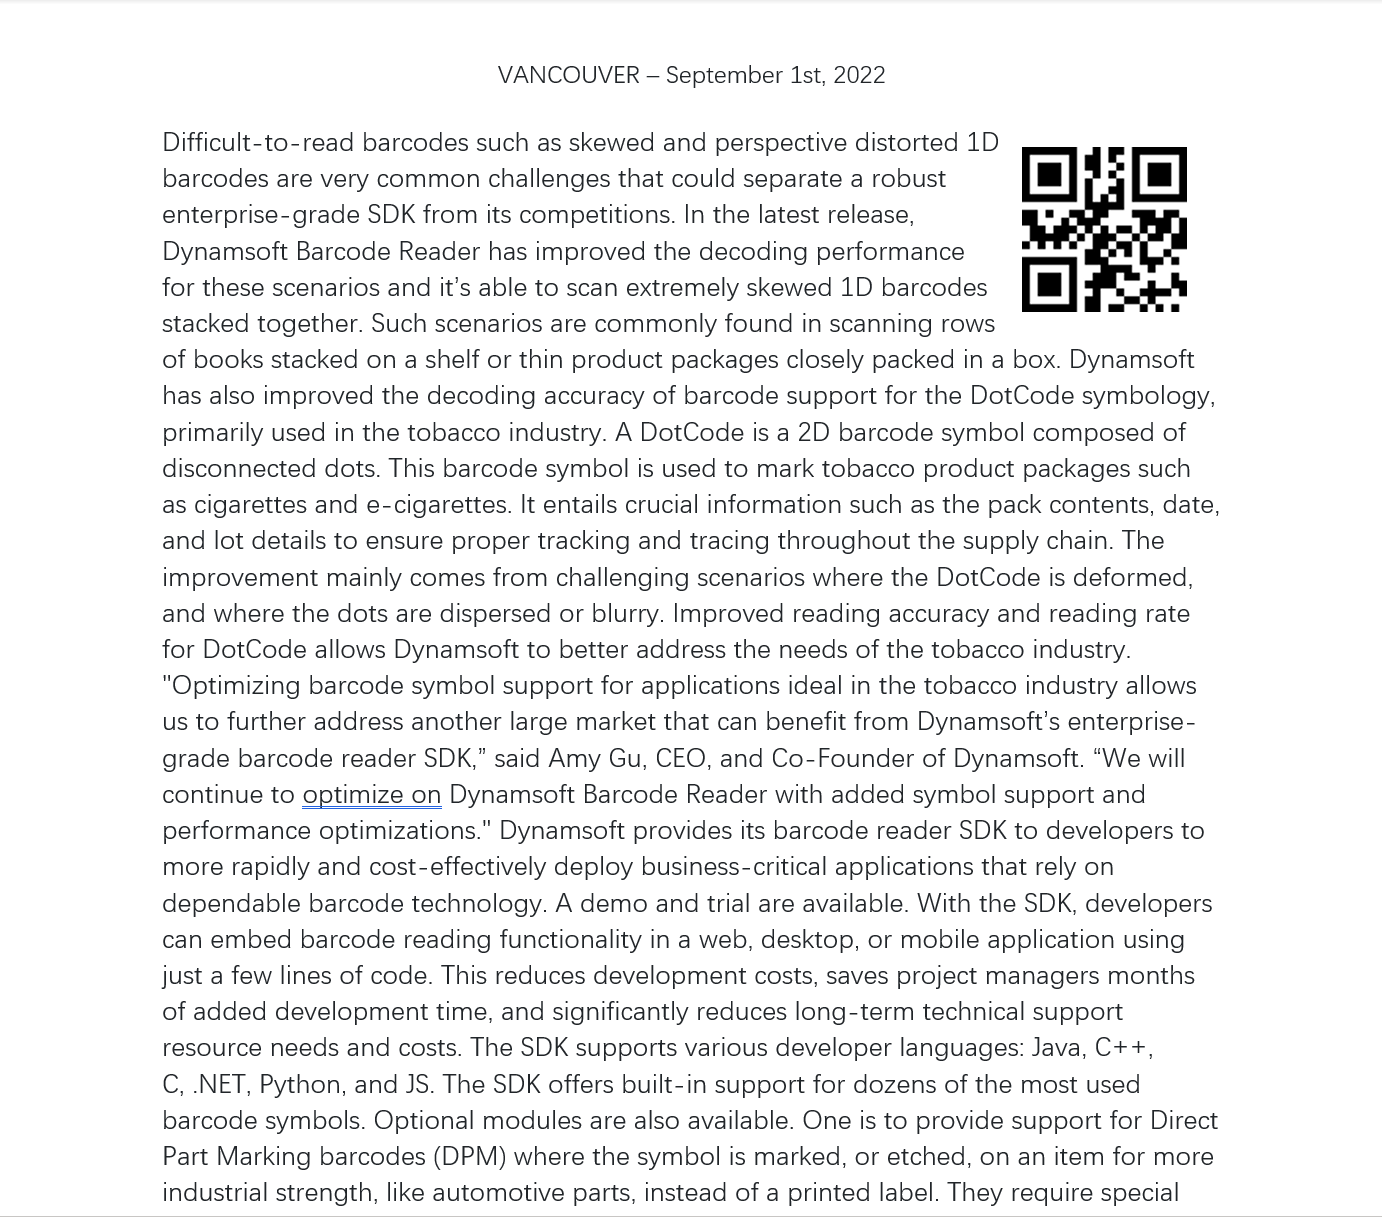 VANCOUVER – September 1st, 2022
Difficult-to-read barcodes such as skewed and perspective distorted 1D
barcodes are very common challenges that could separate a robust
enterprise-grade SDK from its competitions. In the latest release,
Dynamsoft Barcode Reader has improved the decoding performance
for these scenarios and it’s able to scan extremely skewed 1D barcodes
stacked together. Such scenarios are commonly found in scanning rows
of books stacked on a shelf or thin product packages closely packed in a box. Dynamsoft
has also improved the decoding accuracy of barcode support for the DotCode symbology,
primarily used in the tobacco industry. A DotCode is a 2D barcode symbol composed of
disconnected dots. This barcode symbol is used to mark tobacco product packages such
as cigarettes and e-cigarettes. It entails crucial information such as the pack contents, date,
and lot details to ensure proper tracking and tracing throughout the supply chain. The
improvement mainly comes from challenging scenarios where the DotCode is deformed,
and where the dots are dispersed or blurry. Improved reading accuracy and reading rate
for DotCode allows Dynamsoft to better address the needs of the tobacco industry.
"Optimizing barcode symbol support for applications ideal in the tobacco industry allows
us to further address another large market that can benefit from Dynamsoft’s enterprise-
grade barcode reader SDK,” said Amy Gu, CEO, and Co-Founder of Dynamsoft. “We will
continue to optimize on Dynamsoft Barcode Reader with added symbol support and
performance optimizations." Dynamsoft provides its barcode reader SDK to developers to
more rapidly and cost-effectively deploy business-critical applications that rely on
dependable barcode technology. A demo and trial are available. With the SDK, developers
can embed barcode reading functionality in a web, desktop, or mobile application using
just a few lines of code. This reduces development costs, saves project managers months
of added development time, and significantly reduces long-term technical support
resource needs and costs. The SDK supports various developer languages: Java, C++,
C, .NET, Python, and JS. The SDK offers built-in support for dozens of the most used
barcode symbols. Optional modules are also available. One is to provide support for Direct
Part Marking barcodes (DPM) where the symbol is marked, or etched, on an item for more
industrial strength, like automotive parts, instead of a printed label. They require special